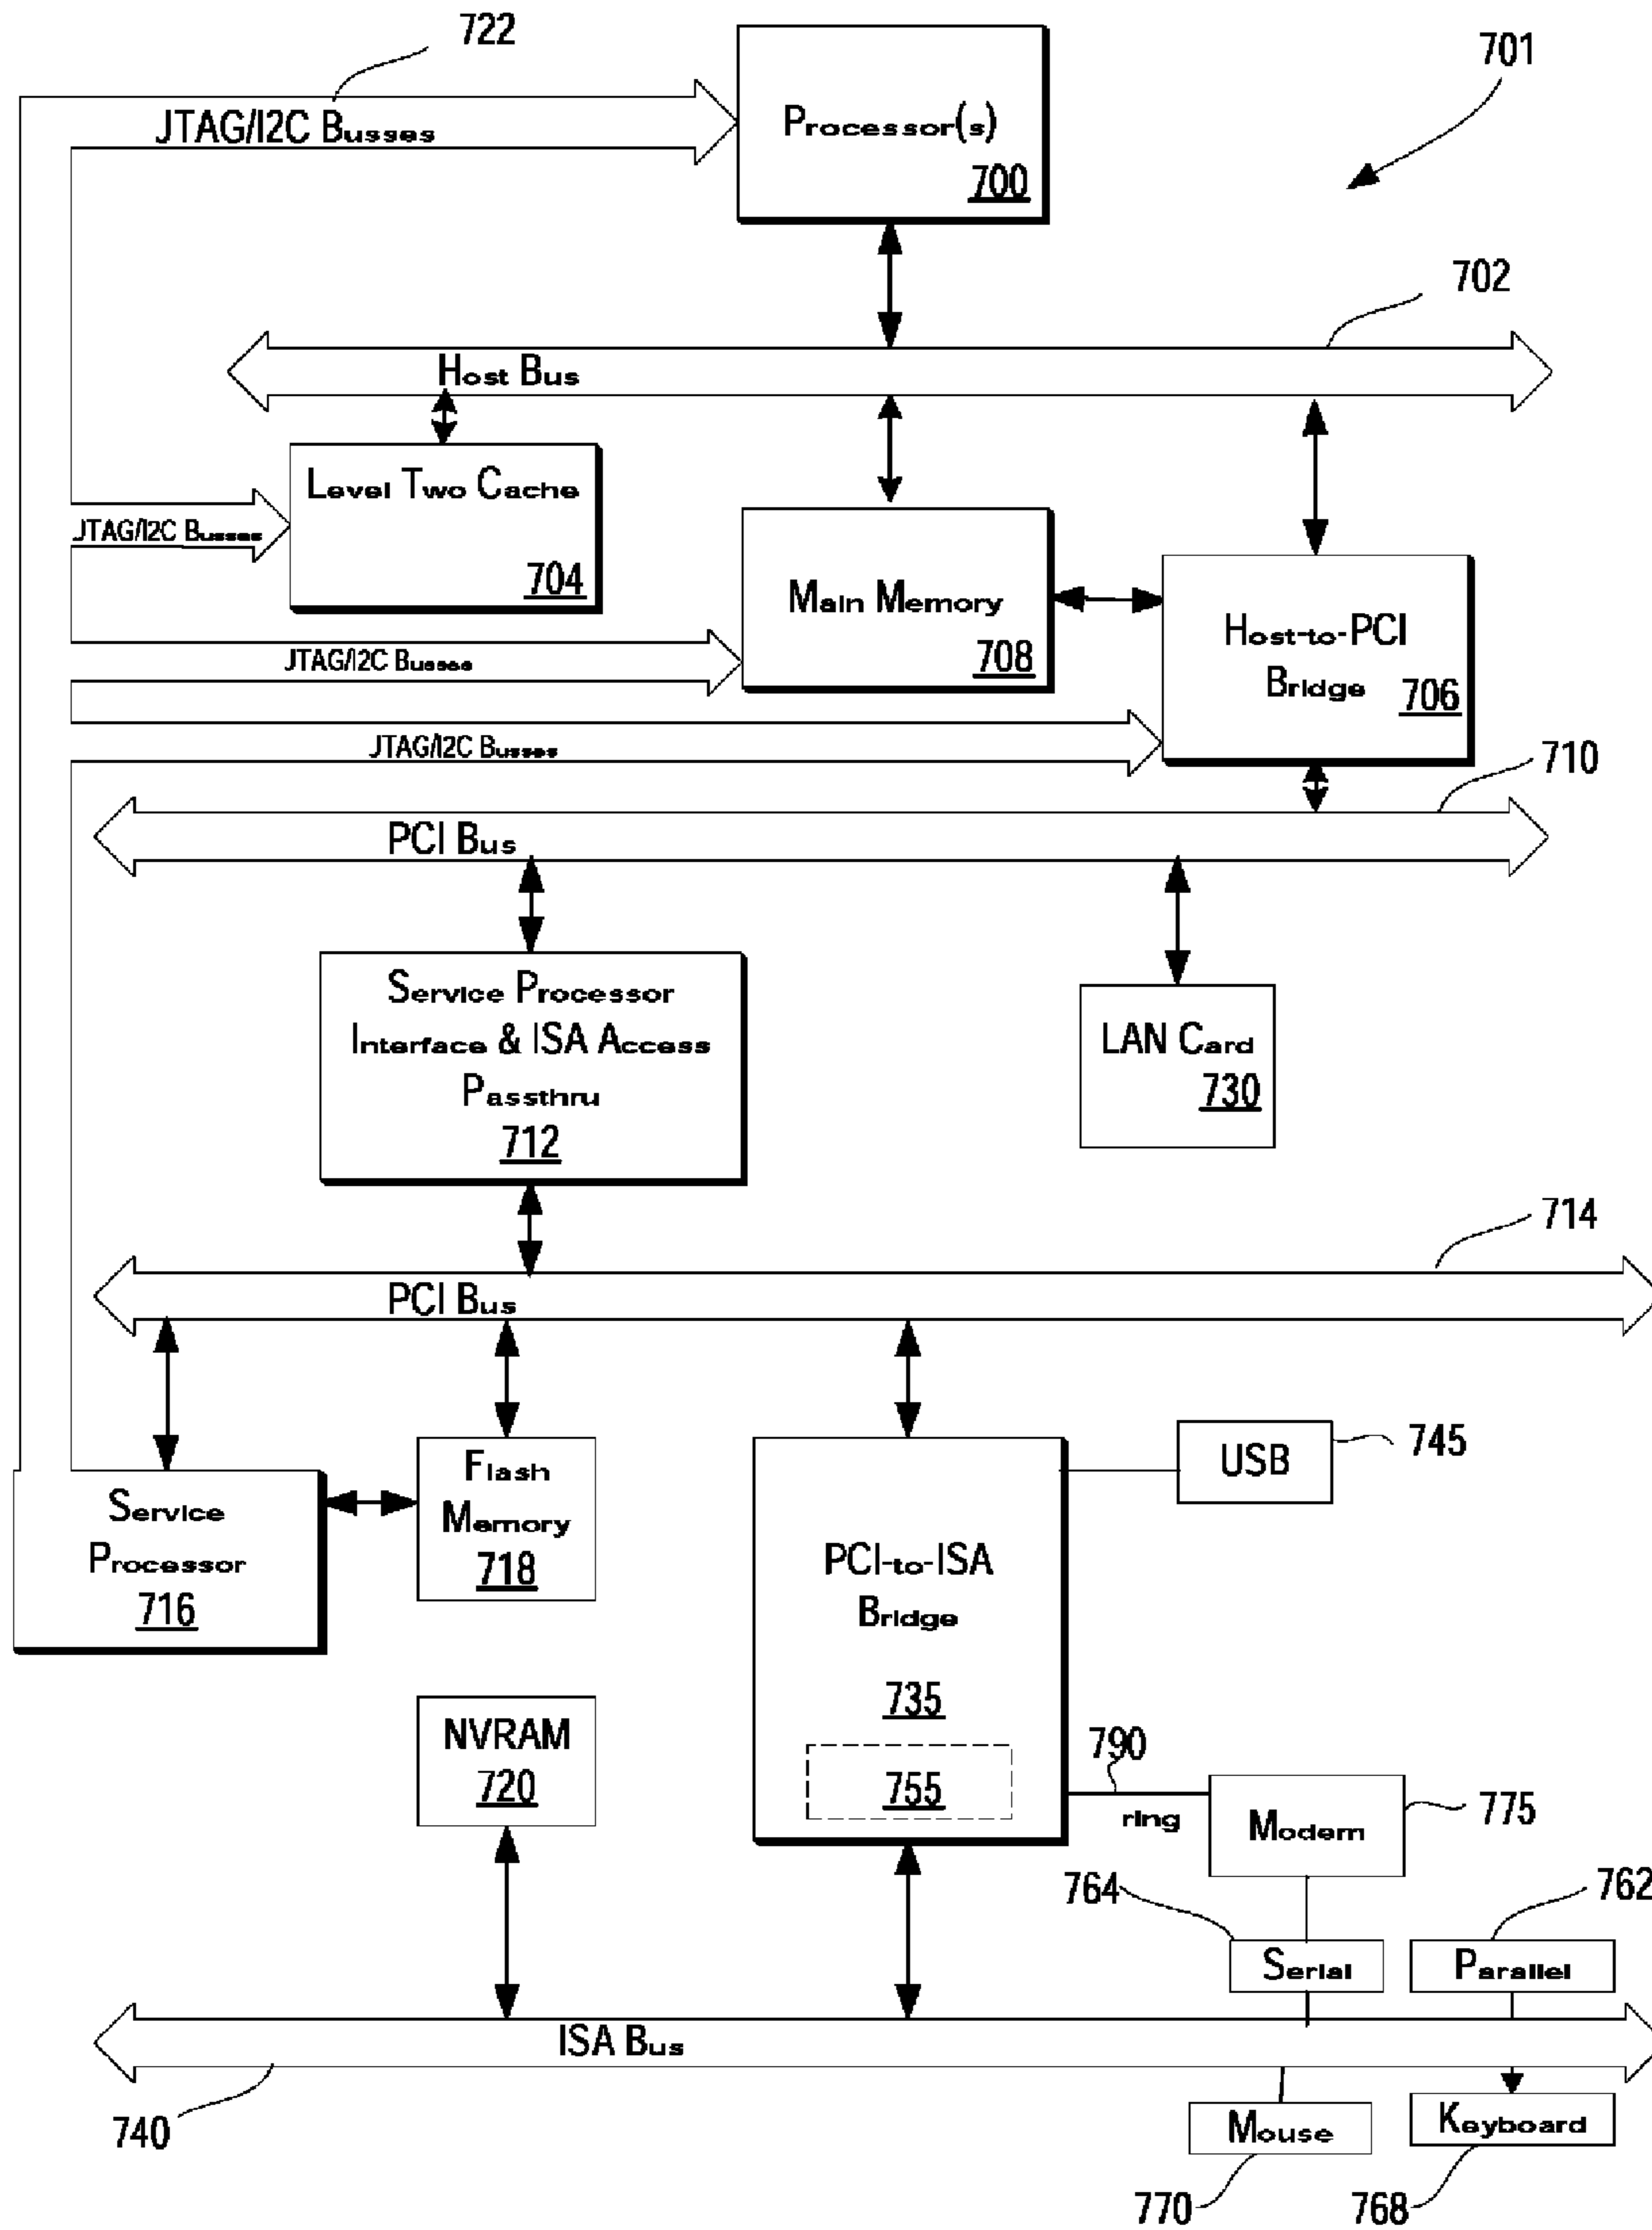 722
701
JTAG/I2C Busses
Processor(s)
700
702
Host Bus
Level Two Cache
704
JTAG/I2C Busses
Main Memory
708
Host-to-PCI
Bridge
706
JTAG/I2C Busses
JTAG/I2C Busses
710
PCI Bus
Service Processor
Interface & ISA Access
Passthru
712
LAN Card
730
714
PCI Bus
Service
Processor
716
Flash
Memory
718
PCI-to-ISA
Bridge
735
755
USB
745
NVRAM
720
790
ring
Modem
775
764
762
Serial
Parallel
ISA Bus
740
Mouse
Keyboard
770
768